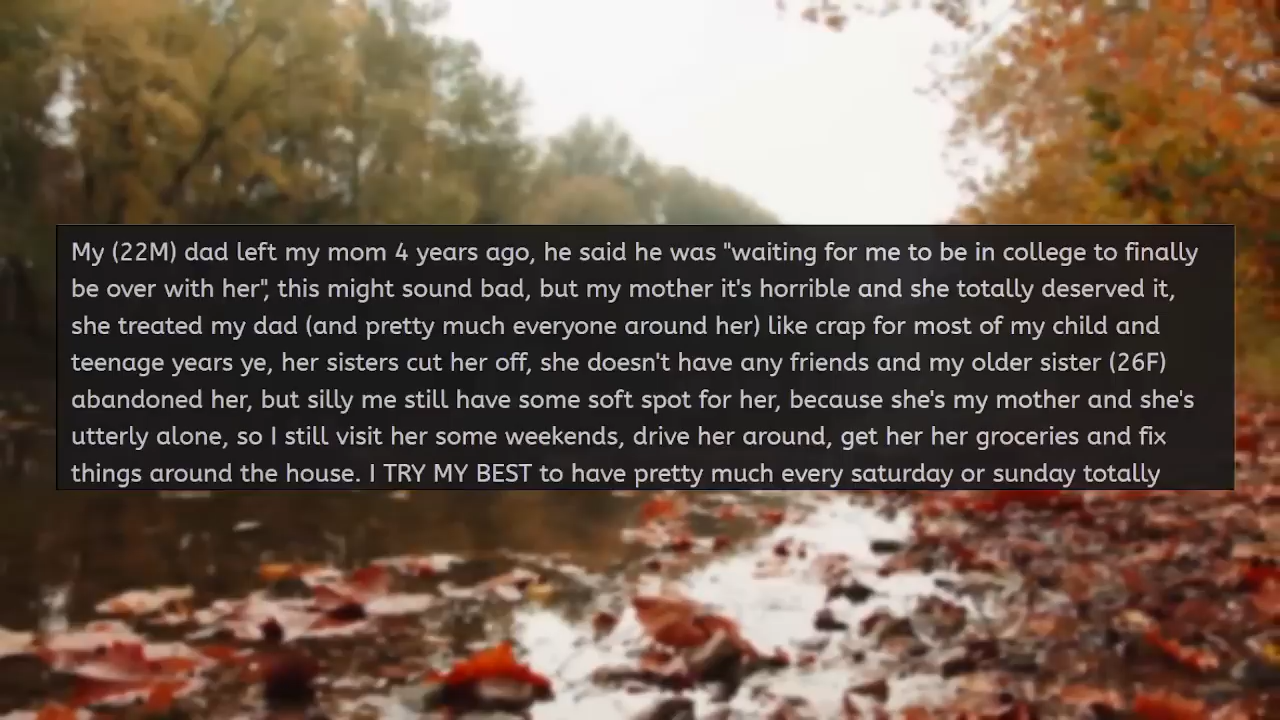 My (22M) dad left my mom 4 years ago, he said he was "waiting for me to be in college to finally
be over with her", this might sound bad, but my mother it's horrible and she totally deserved it,
she treated my dad (and pretty much everyone around her) like crap for most of my child and
teenage years ye, her sisters cut her off, she doesn't have any friends and my older sister (26F)
abandoned her, but silly me still have some soft spot for her, because she's my mother and she's
utterly alone, so I still visit her some weekends, drive her around, get her her groceries and fix
things around the house. I TRY MY BEST to have pretty much every saturday or sunday totally